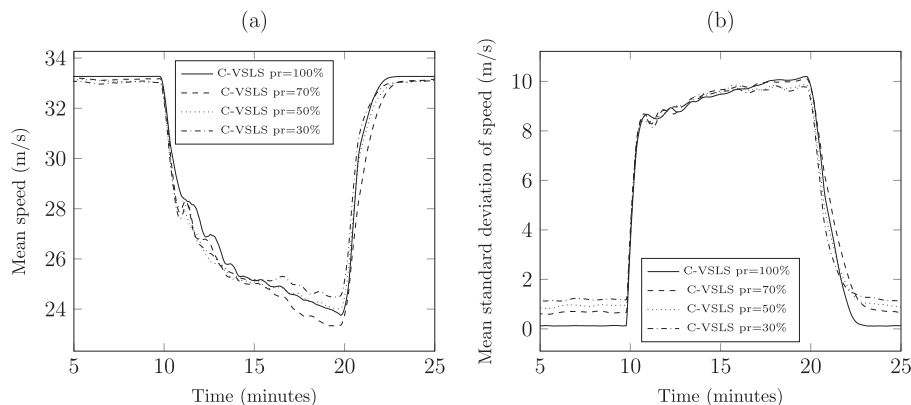 (a)
Mean speed (m/s)
34
32
30
28
26
24
C-VSLS pr=100%
C-VSLS pr=70%
C-VSLS pr=50%
C-VSLS pr=30%
5
10
15
20
25
Time (minutes)
(b)
Mean standard deviation of speed (m/s)
10
8
6
4
2
0
C-VSLS pr=100%
C-VSLS pr=70%
C-VSLS pr=50%
C-VSLS pr=30%
5
10
15
20
25
Time (minutes)